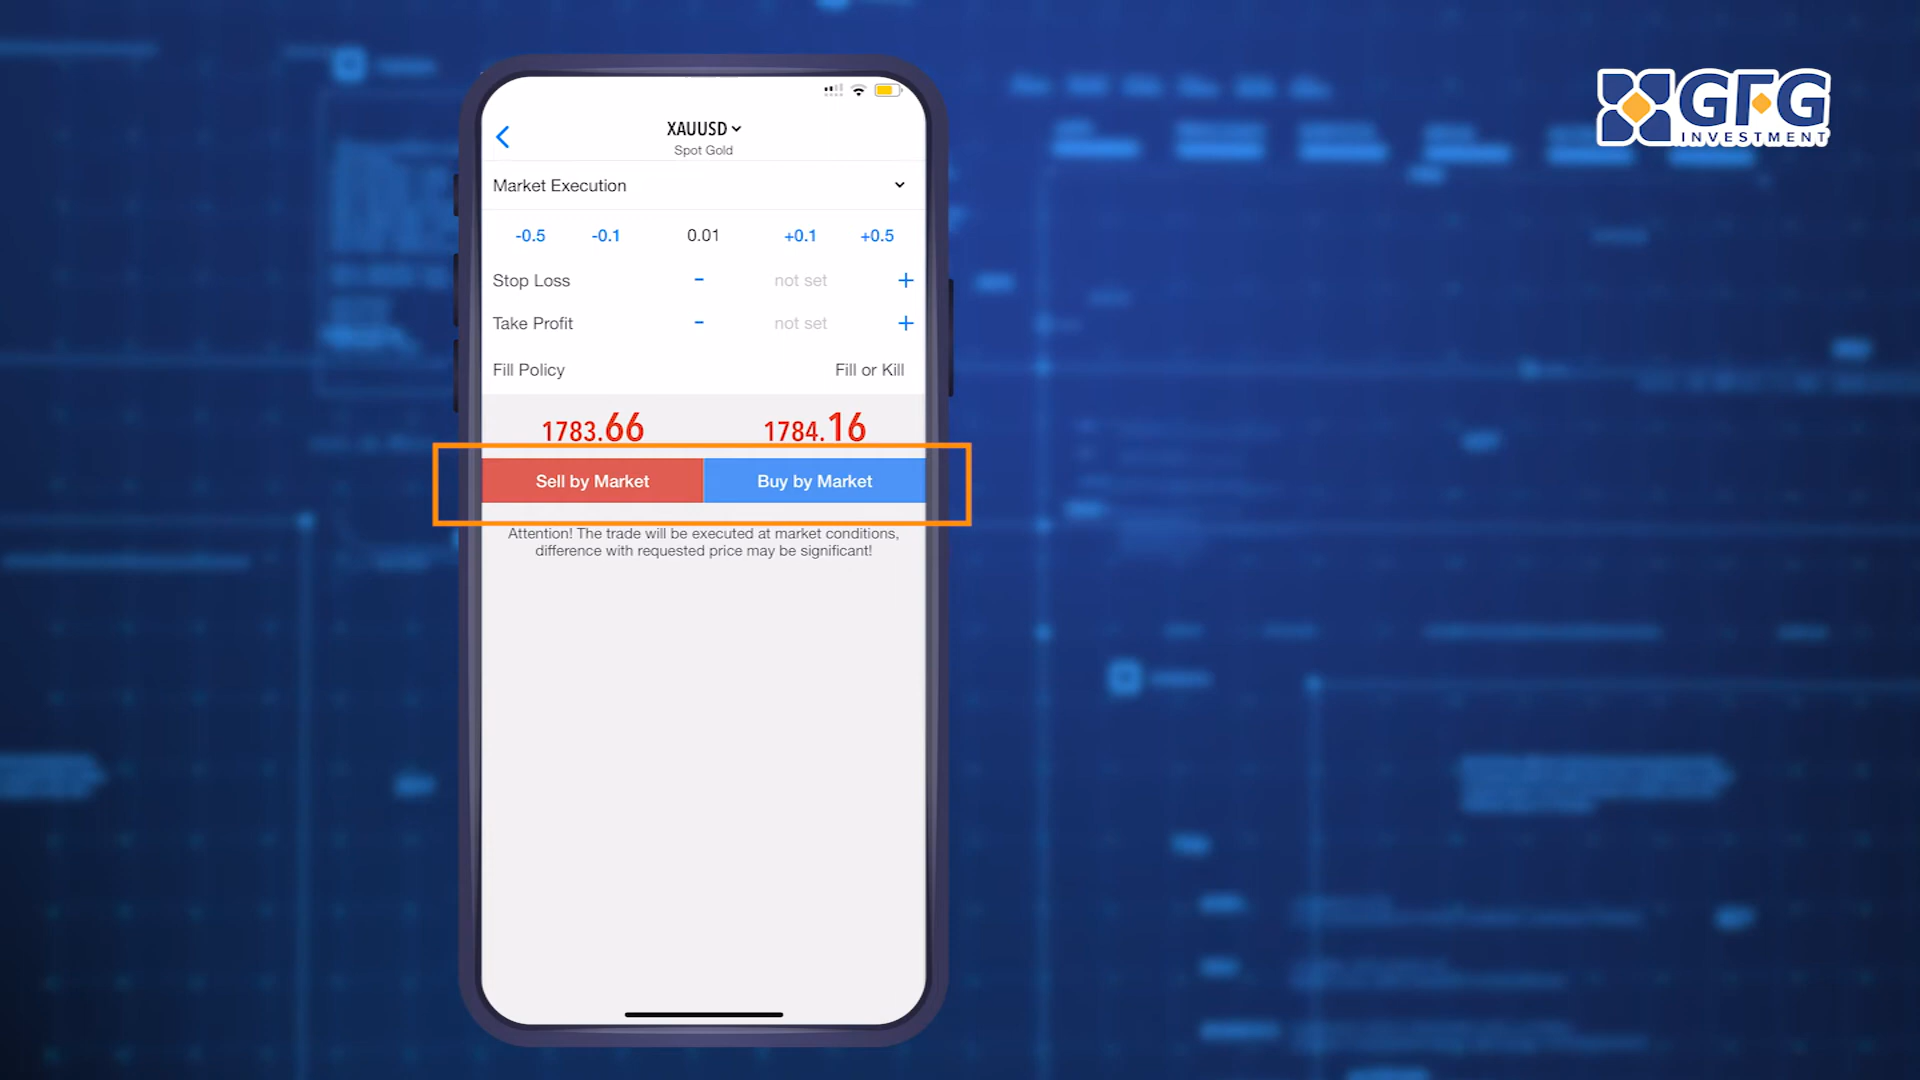 GFG
INVESTMENT
XAUUSD
Spot Gold
Market Execution
-0.5 -0.1 0.01 +0.1 +0.5
Stop Loss - not set +
Take Profit - not set +
Fill Policy Fill or Kill
1783.66 1784.16
Sell by Market Buy by Market
Attention! The trade will be executed at market conditions,
difference with requested price may be significant!